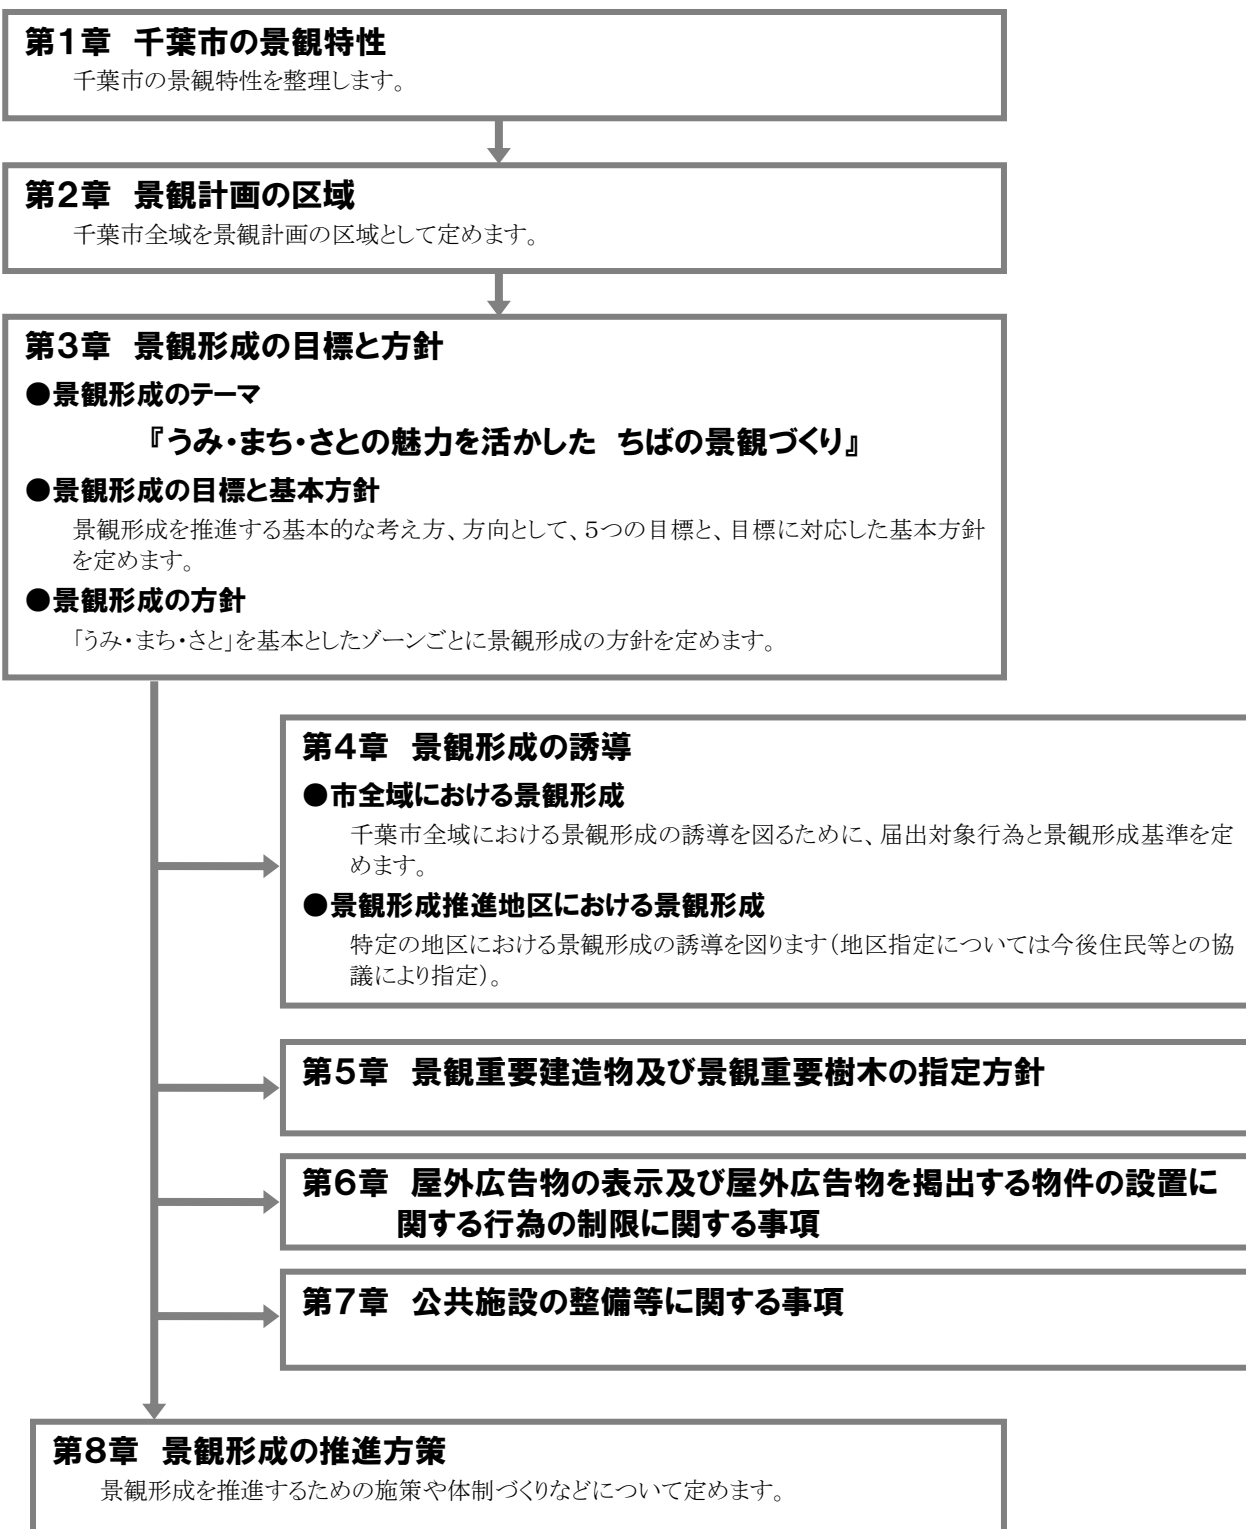 第1章 千葉市の景観特性
千葉市の景観特性を整理します。
第2章 景観計画の区域
千葉市全域を景観計画の区域として定めます。
第3章 景観形成の目標と方針
●景観形成のテーマ
『うみ・まち・さとの魅力を活かした ちばの景観づくり』
●景観形成の目標と基本方針
景観形成を推進する基本的な考え方、方向として、5つの目標と、目標に対応した基本方針
を定めます。
●景観形成の方針
「うみ・まち・さと」を基本としたゾーンごとに景観形成の方針を定めます。
第4章 景観形成の誘導
●市全域における景観形成
千葉市全域における景観形成の誘導を図るために、届出対象行為と景観形成基準を定
めます。
●景観形成推進地区における景観形成
特定の地区における景観形成の誘導を図ります(地区指定については今後住民等との協
議により指定)。
第5章 景観重要建造物及び景観重要樹木の指定方針
第6章 屋外広告物の表示及び屋外広告物を掲出する物件の設置に
関する行為の制限に関する事項
第7章 公共施設の整備等に関する事項
第8章 景観形成の推進方策
景観形成を推進するための施策や体制づくりなどについて定めます。